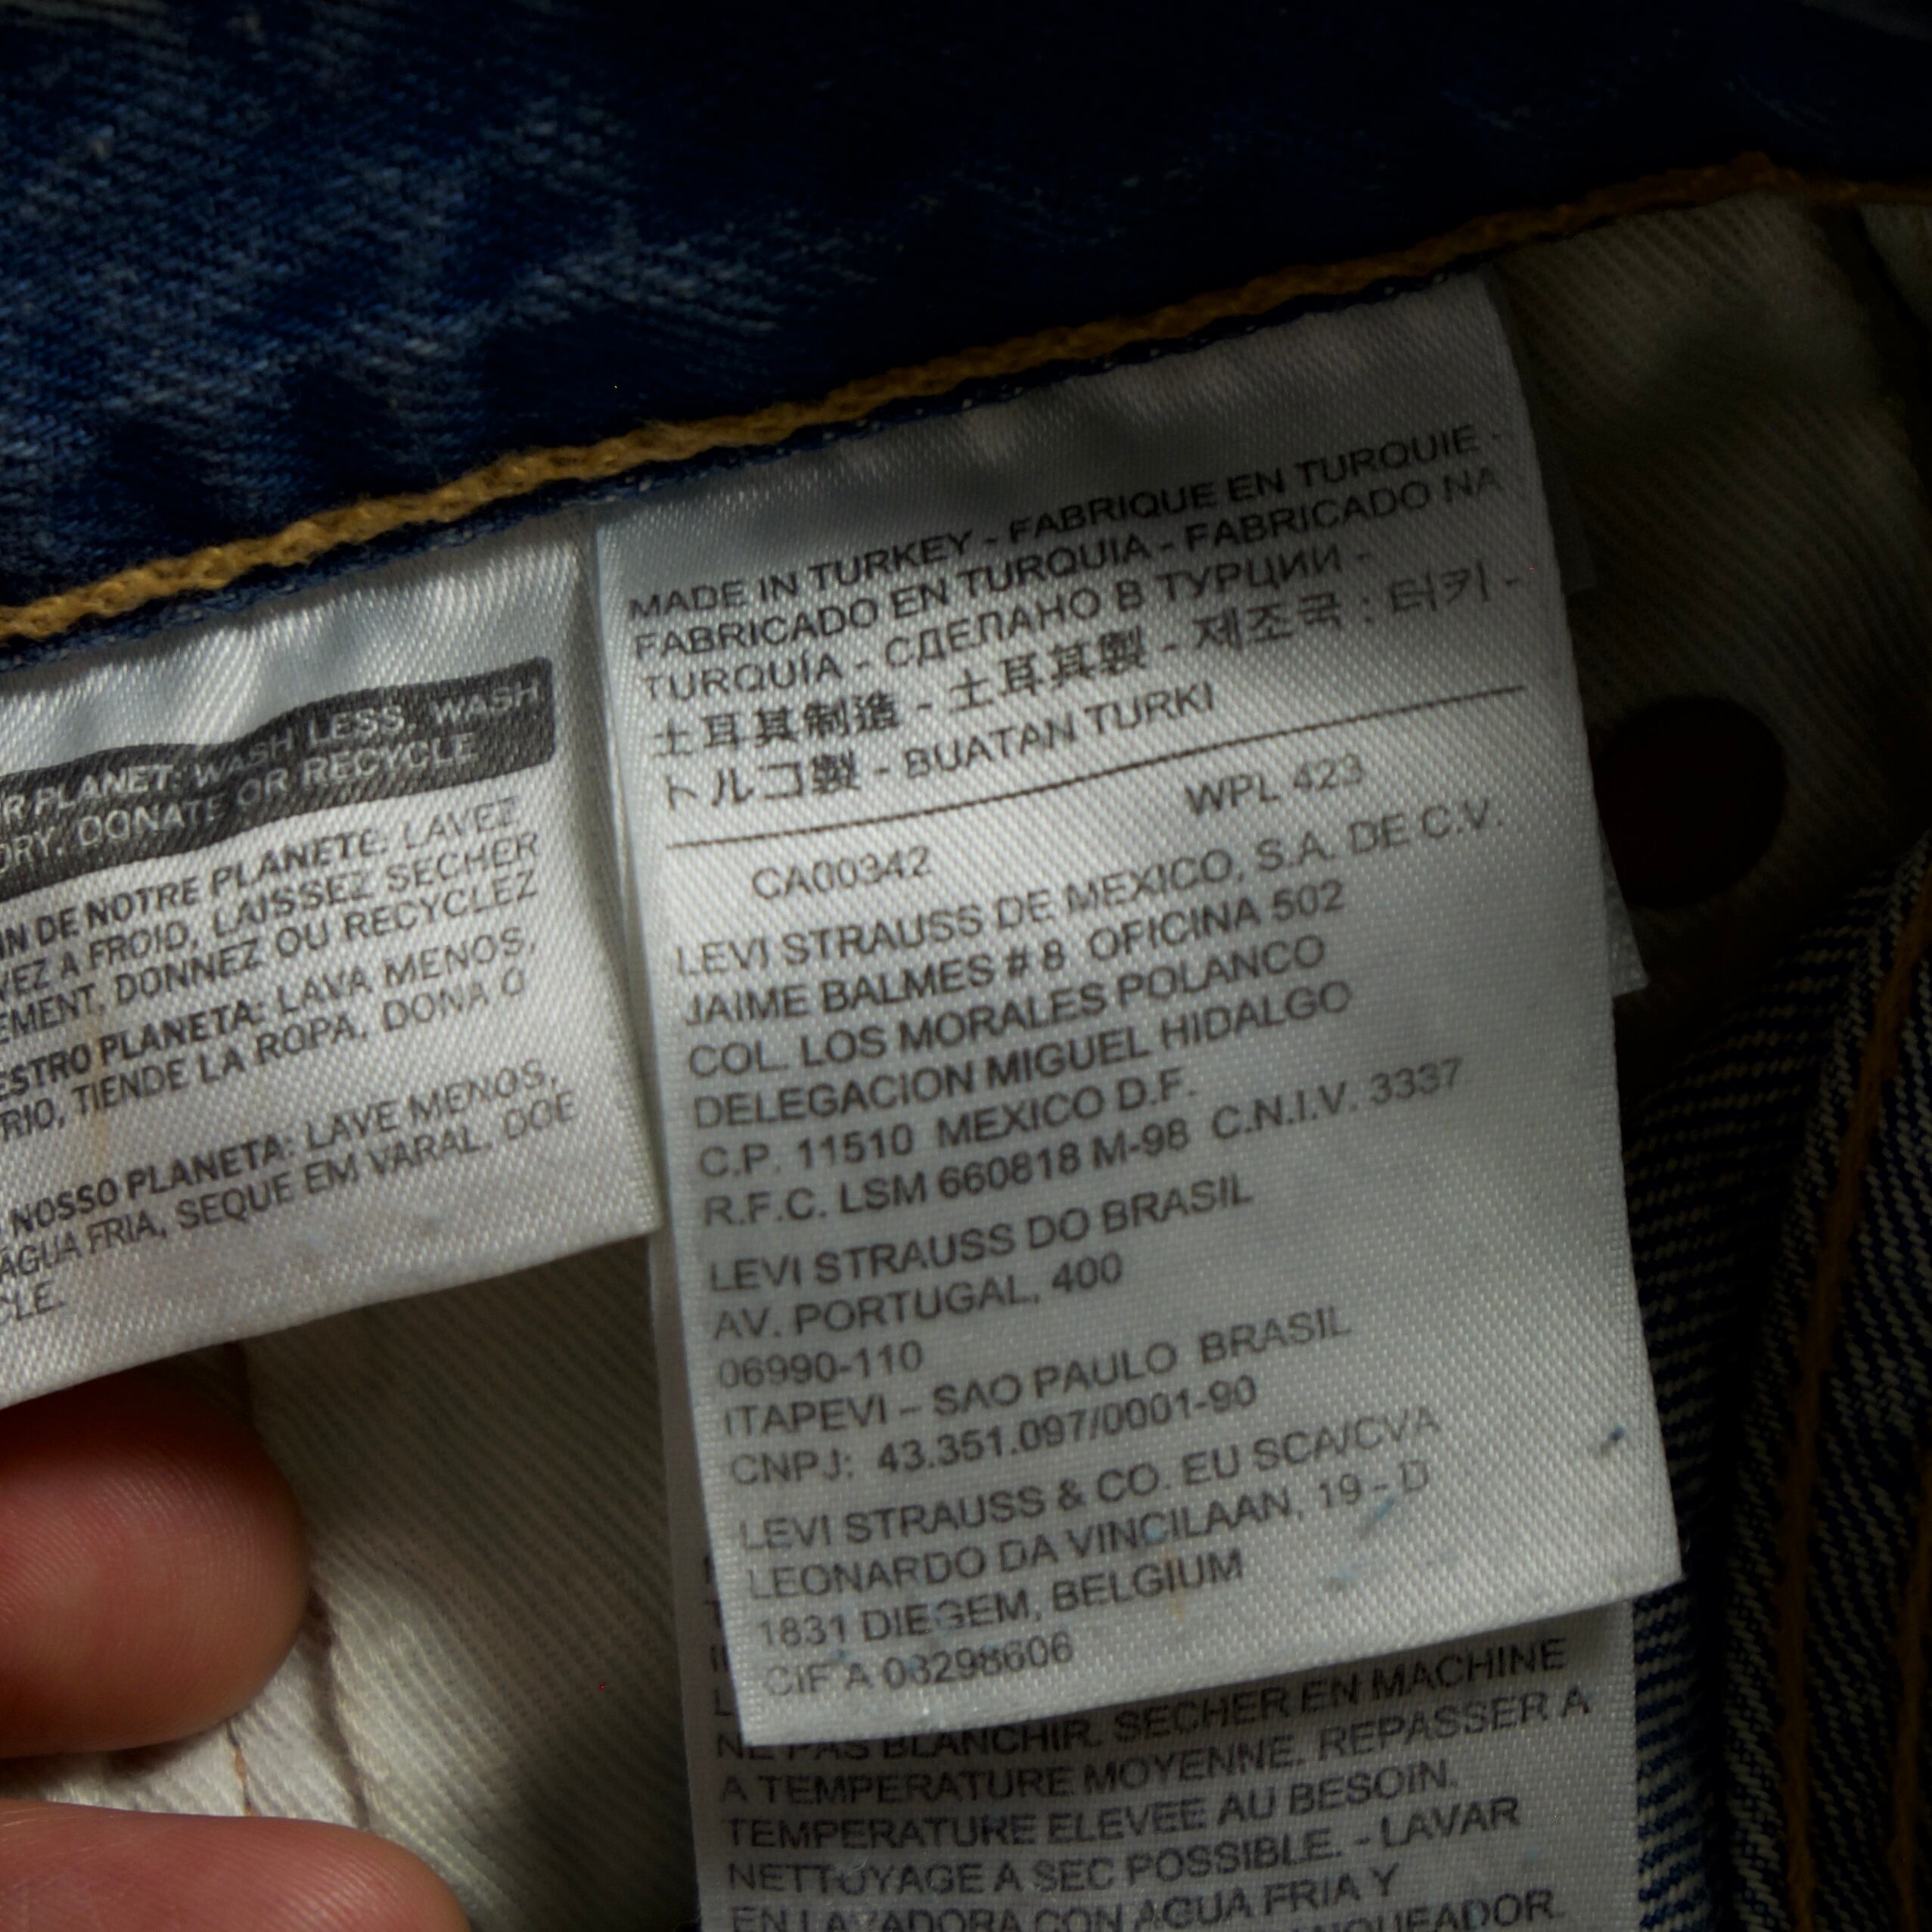 R PLANET: WASH LESS, WASH
DRY, DONATE OR RECYCLE
IN DE NOTRE PLANETE: LAVEZ
VEZ A FROID, LAISSEZ SECHER
EMENT, DONNEZ OU RECYCLEZ
ESTRO PLANETA: LAVA MENOS,
RIO, TIENDE LA ROPA, DONA O
NOSSO PLANETA: LAVE MENOS,
ÁGUA FRIA, SEQUE EM VARAL, DOE
CLE.
MADE IN TURKEY - FABRIQUE EN TURQUIE -
FABRICADO EN TURQUIA - FABRICADO NA
TURQUÍA - СДЕЛАНО В ТУРЦИИ -
土耳其制造 - 土耳其製 - 제조국 : 터키 -
トルコ製 - BUATAN TURKI
CA00342 WPL 423
LEVI STRAUSS DE MEXICO, S.A. DE C.V.
JAIME BALMES # 8 OFICINA 502
COL. LOS MORALES POLANCO
DELEGACION MIGUEL HIDALGO
C.P. 11510 MEXICO D.F.
R.F.C. LSM 660818 M-98 C.N.I.V. 3337
LEVI STRAUSS DO BRASIL
AV. PORTUGAL, 400
06990-110
ITAPEVI – SAO PAULO BRASIL
CNPJ: 43.351.097/0001-90
LEVI STRAUSS & CO. EU SCA/CVA
LEONARDO DA VINCILAAN, 19 - D
1831 DIEGEM, BELGIUM
CIF A 08298606
NE PAS BLANCHIR. SECHER EN MACHINE
A TEMPERATURE MOYENNE. REPASSER A
TEMPERATURE ELEVEE AU BESOIN.
NETTOYAGE A SEC POSSIBLE. - LAVAR
EN LAVADORA CON AGUA FRIA Y
ANQUEADOR.